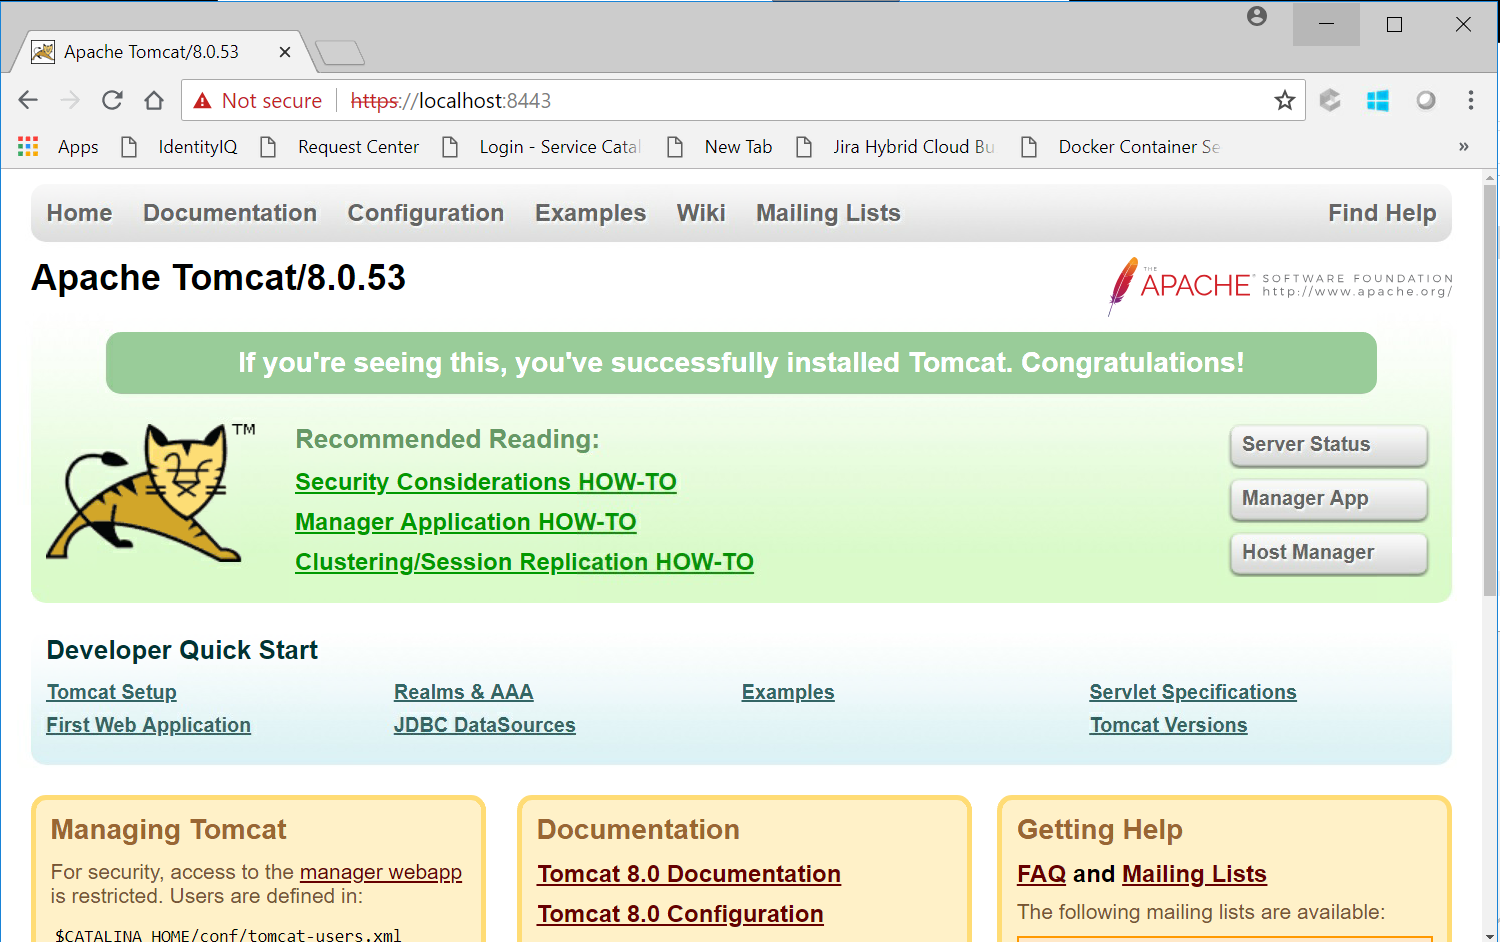 Apache Tomcat/8.0.53
Not secure https://localhost:8443
Apps IdentityIQ Request Center Login - Service Catal New Tab Jira Hybrid Cloud Bu Docker Container Se »
Home Documentation Configuration Examples Wiki Mailing Lists Find Help
Apache Tomcat/8.0.53
THE APACHE SOFTWARE FOUNDATION
http://www.apache.org/
If you're seeing this, you've successfully installed Tomcat. Congratulations!
TM
Recommended Reading:
Security Considerations HOW-TO
Manager Application HOW-TO
Clustering/Session Replication HOW-TO
Server Status
Manager App
Host Manager
Developer Quick Start
Tomcat Setup Realms & AAA Examples Servlet Specifications
First Web Application JDBC DataSources Tomcat Versions
Managing Tomcat
For security, access to the manager webapp
is restricted. Users are defined in:
$CATALINA_HOME/conf/tomcat-users.xml
Documentation
Tomcat 8.0 Documentation
Tomcat 8.0 Configuration
Getting Help
FAQ and Mailing Lists
The following mailing lists are available: